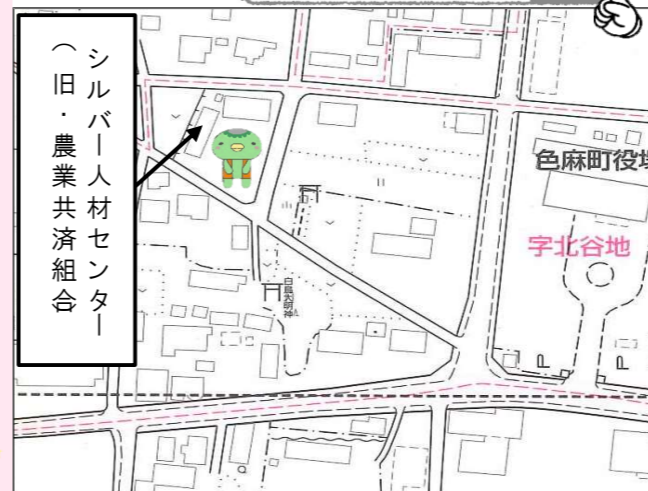 シルバー人材センター
（旧・農業共済組合
色麻町役場
字北谷地
白鳥大明神
P
P